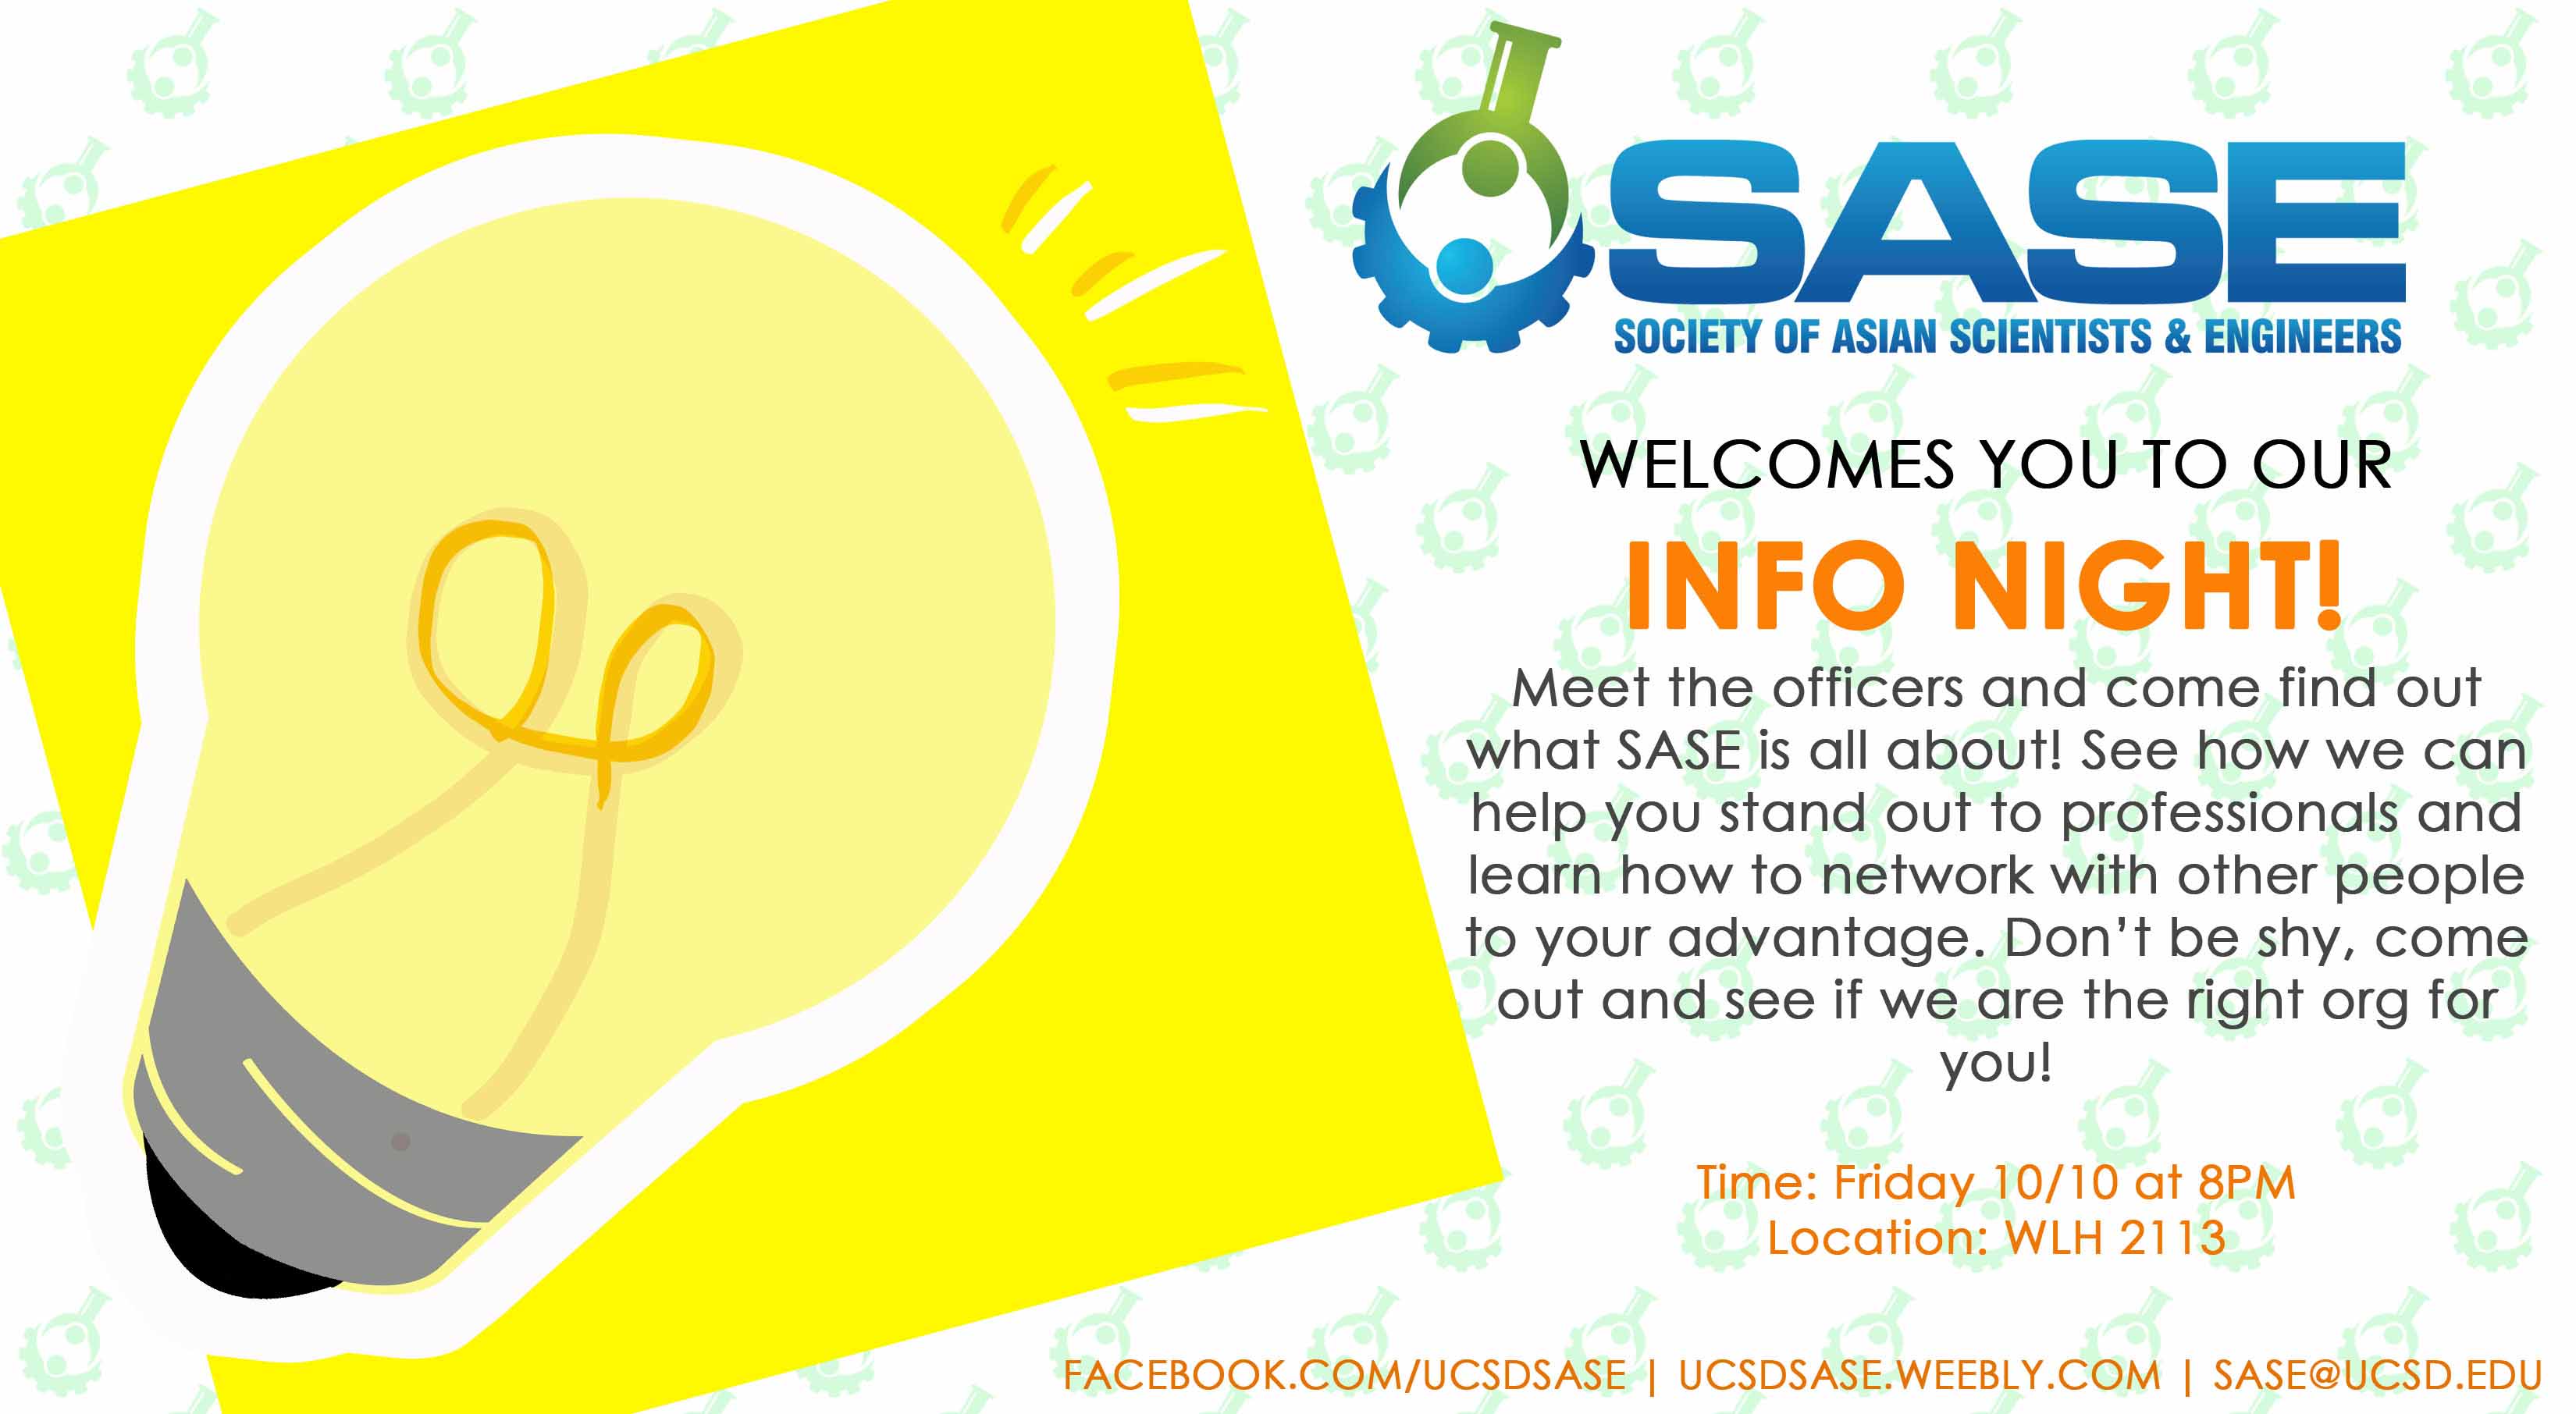 SASE
SOCIETY OF ASIAN SCIENTISTS & ENGINEERS
WELCOMES YOU TO OUR
INFO NIGHT!
Meet the officers and come find out
what SASE is all about! See how we can
help you stand out to professionals and
learn how to network with other people
to your advantage. Don’t be shy, come
out and see if we are the right org for
you!
Time: Friday 10/10 at 8PM
Location: WLH 2113
FACEBOOK.COM/UCSDSASE | UCSDSASE.WEEBLY.COM | SASE@UCSD.EDU